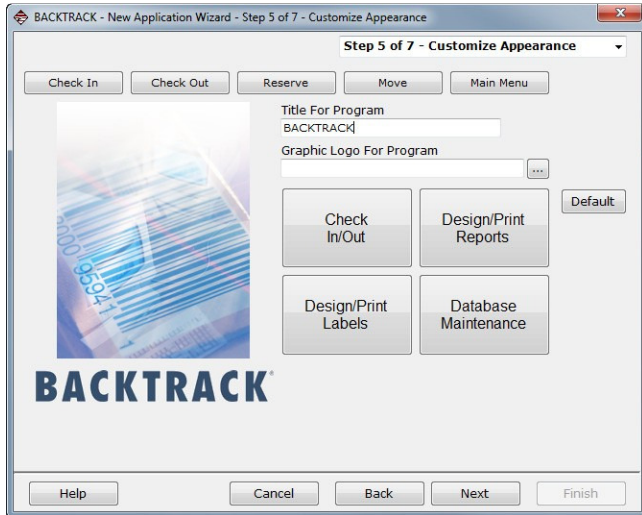 BACKTRACK - New Application Wizard - Step 5 of 7 - Customize Appearance
Step 5 of 7 - Customize Appearance
Check In Check Out Reserve Move Main Menu
Title For Program
BACKTRACK
Graphic Logo For Program
...
Default
Check
In/Out
Design/Print
Reports
Design/Print
Labels
Database
Maintenance
2000 95941
BACKTRACK®
Help Cancel Back Next Finish